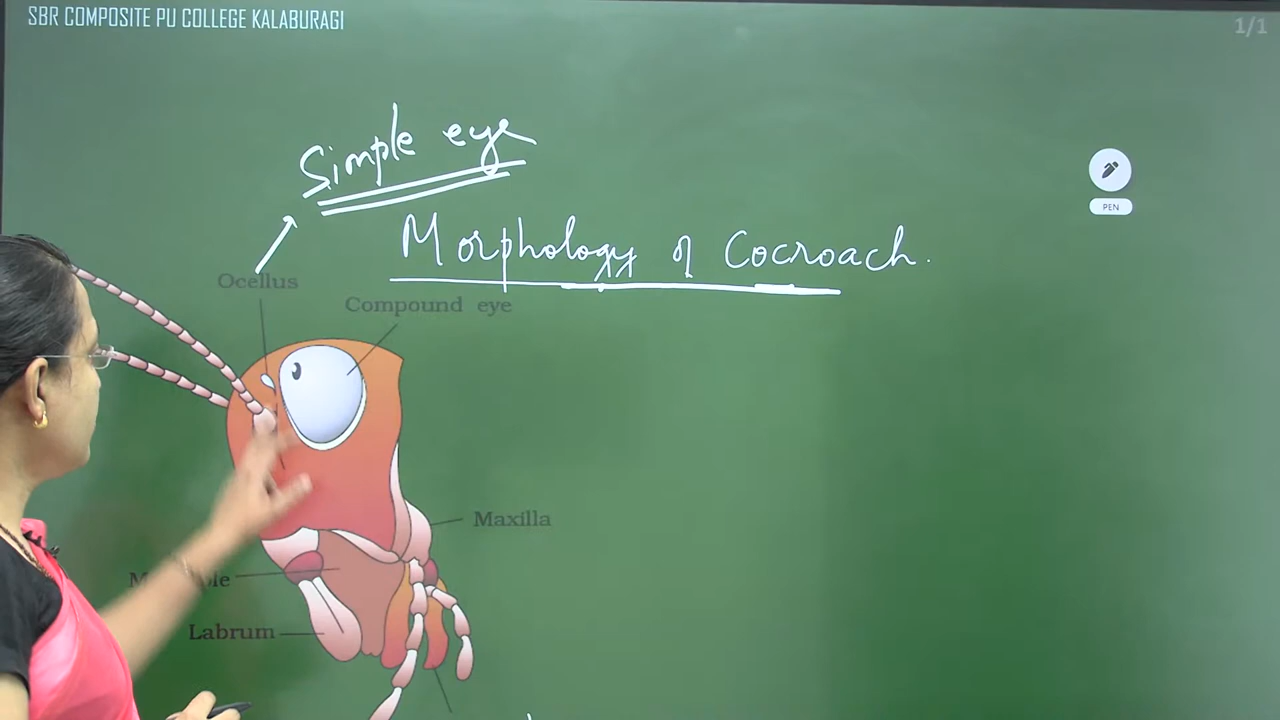 SBR COMPOSITE PU COLLEGE KALABURAGI
1/1
Simple eye
PEN
Morphology of Cocroach.
Ocellus
Compound eye
Maxilla
Labrum